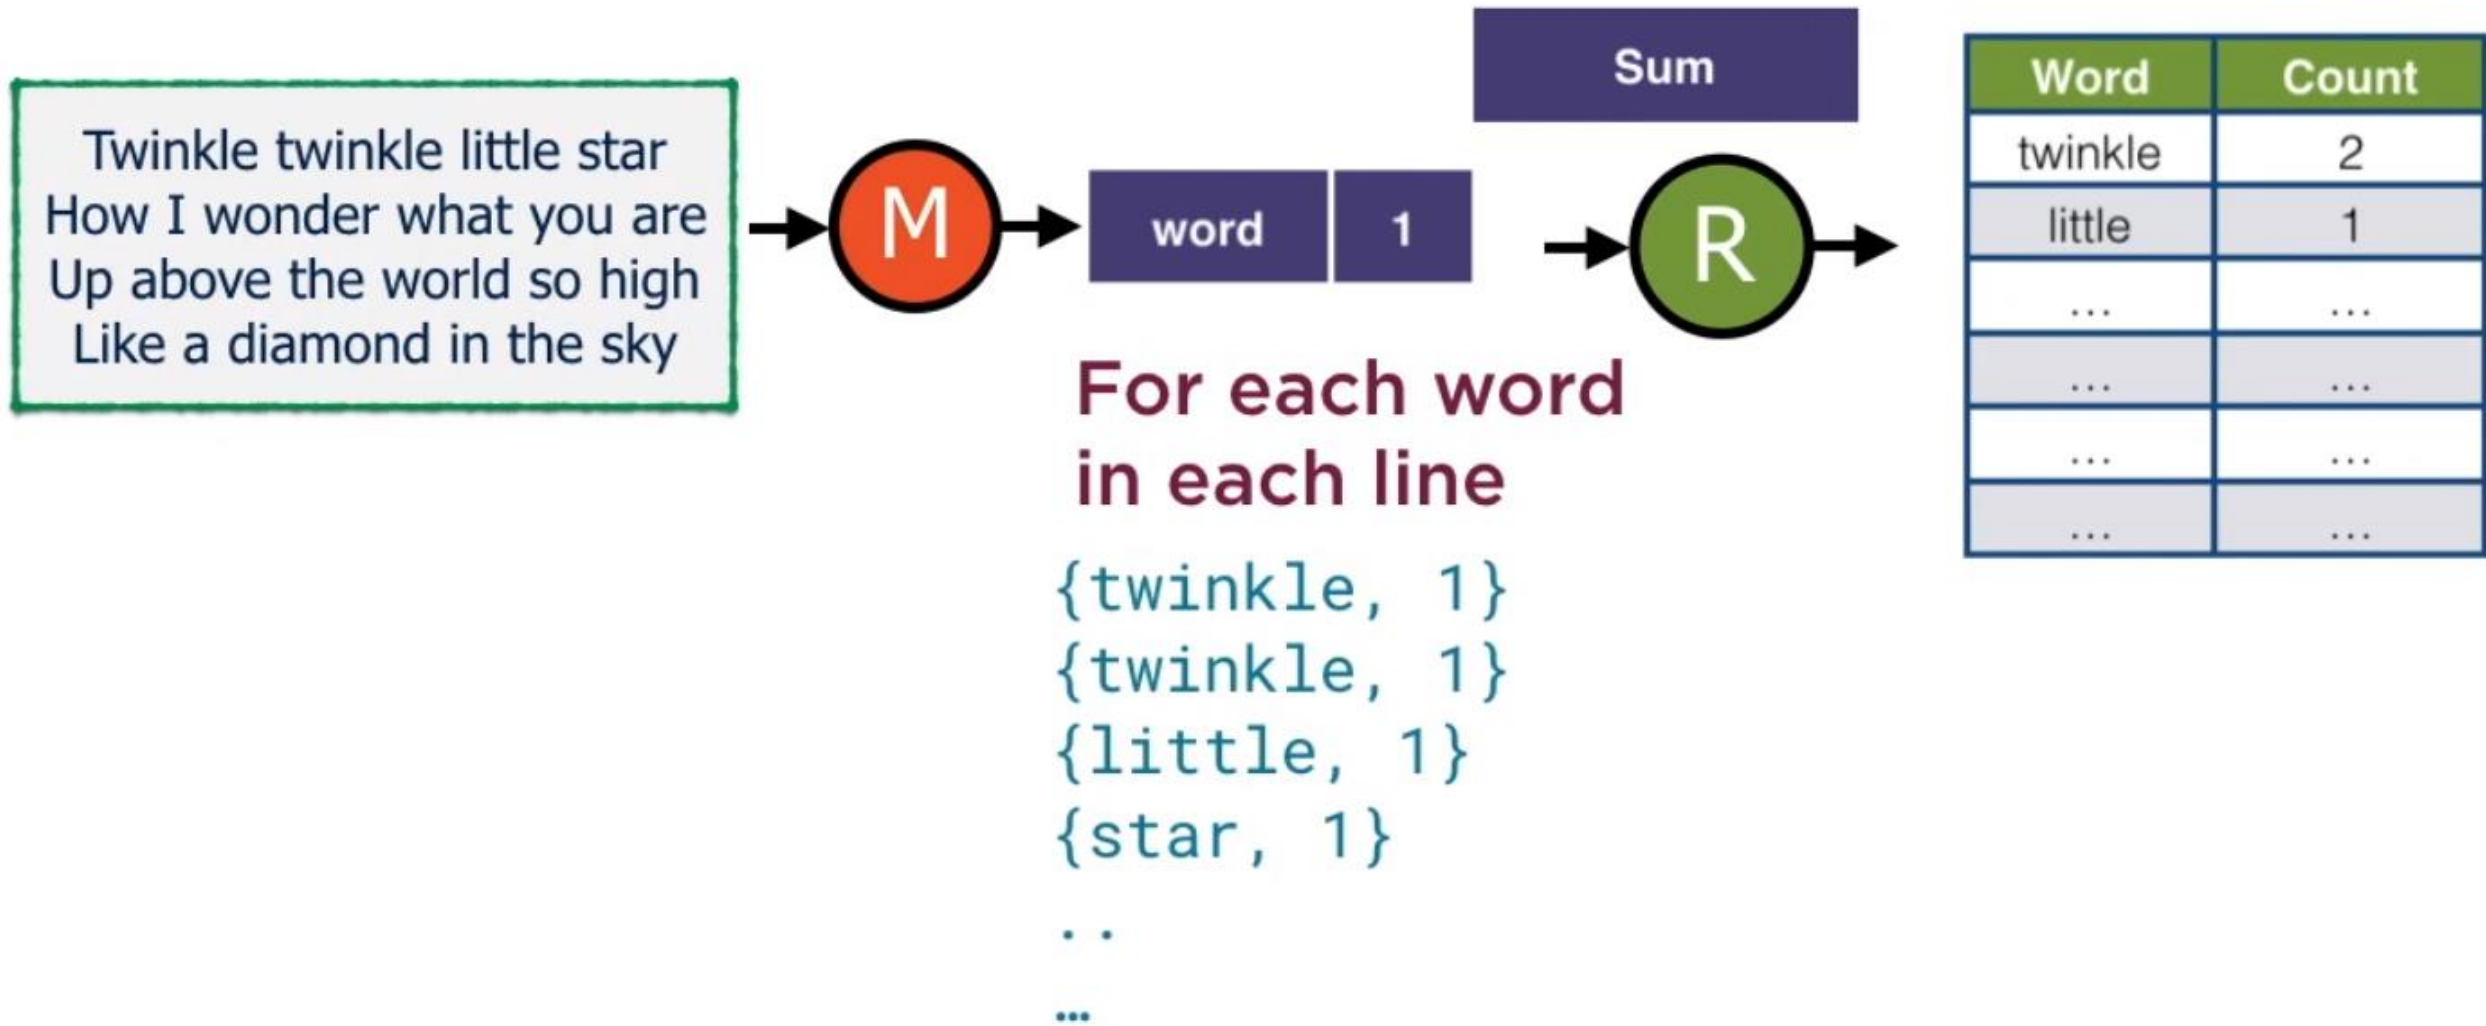 Twinkle twinkle little star
How I wonder what you are
Up above the world so high
Like a diamond in the sky
M
word 1
For each word
in each line
{twinkle, 1}
{twinkle, 1}
{little, 1}
{star, 1}
..
...
Sum
R
Word Count
twinkle 2
little 1
... ...
... ...
... ...
... ...